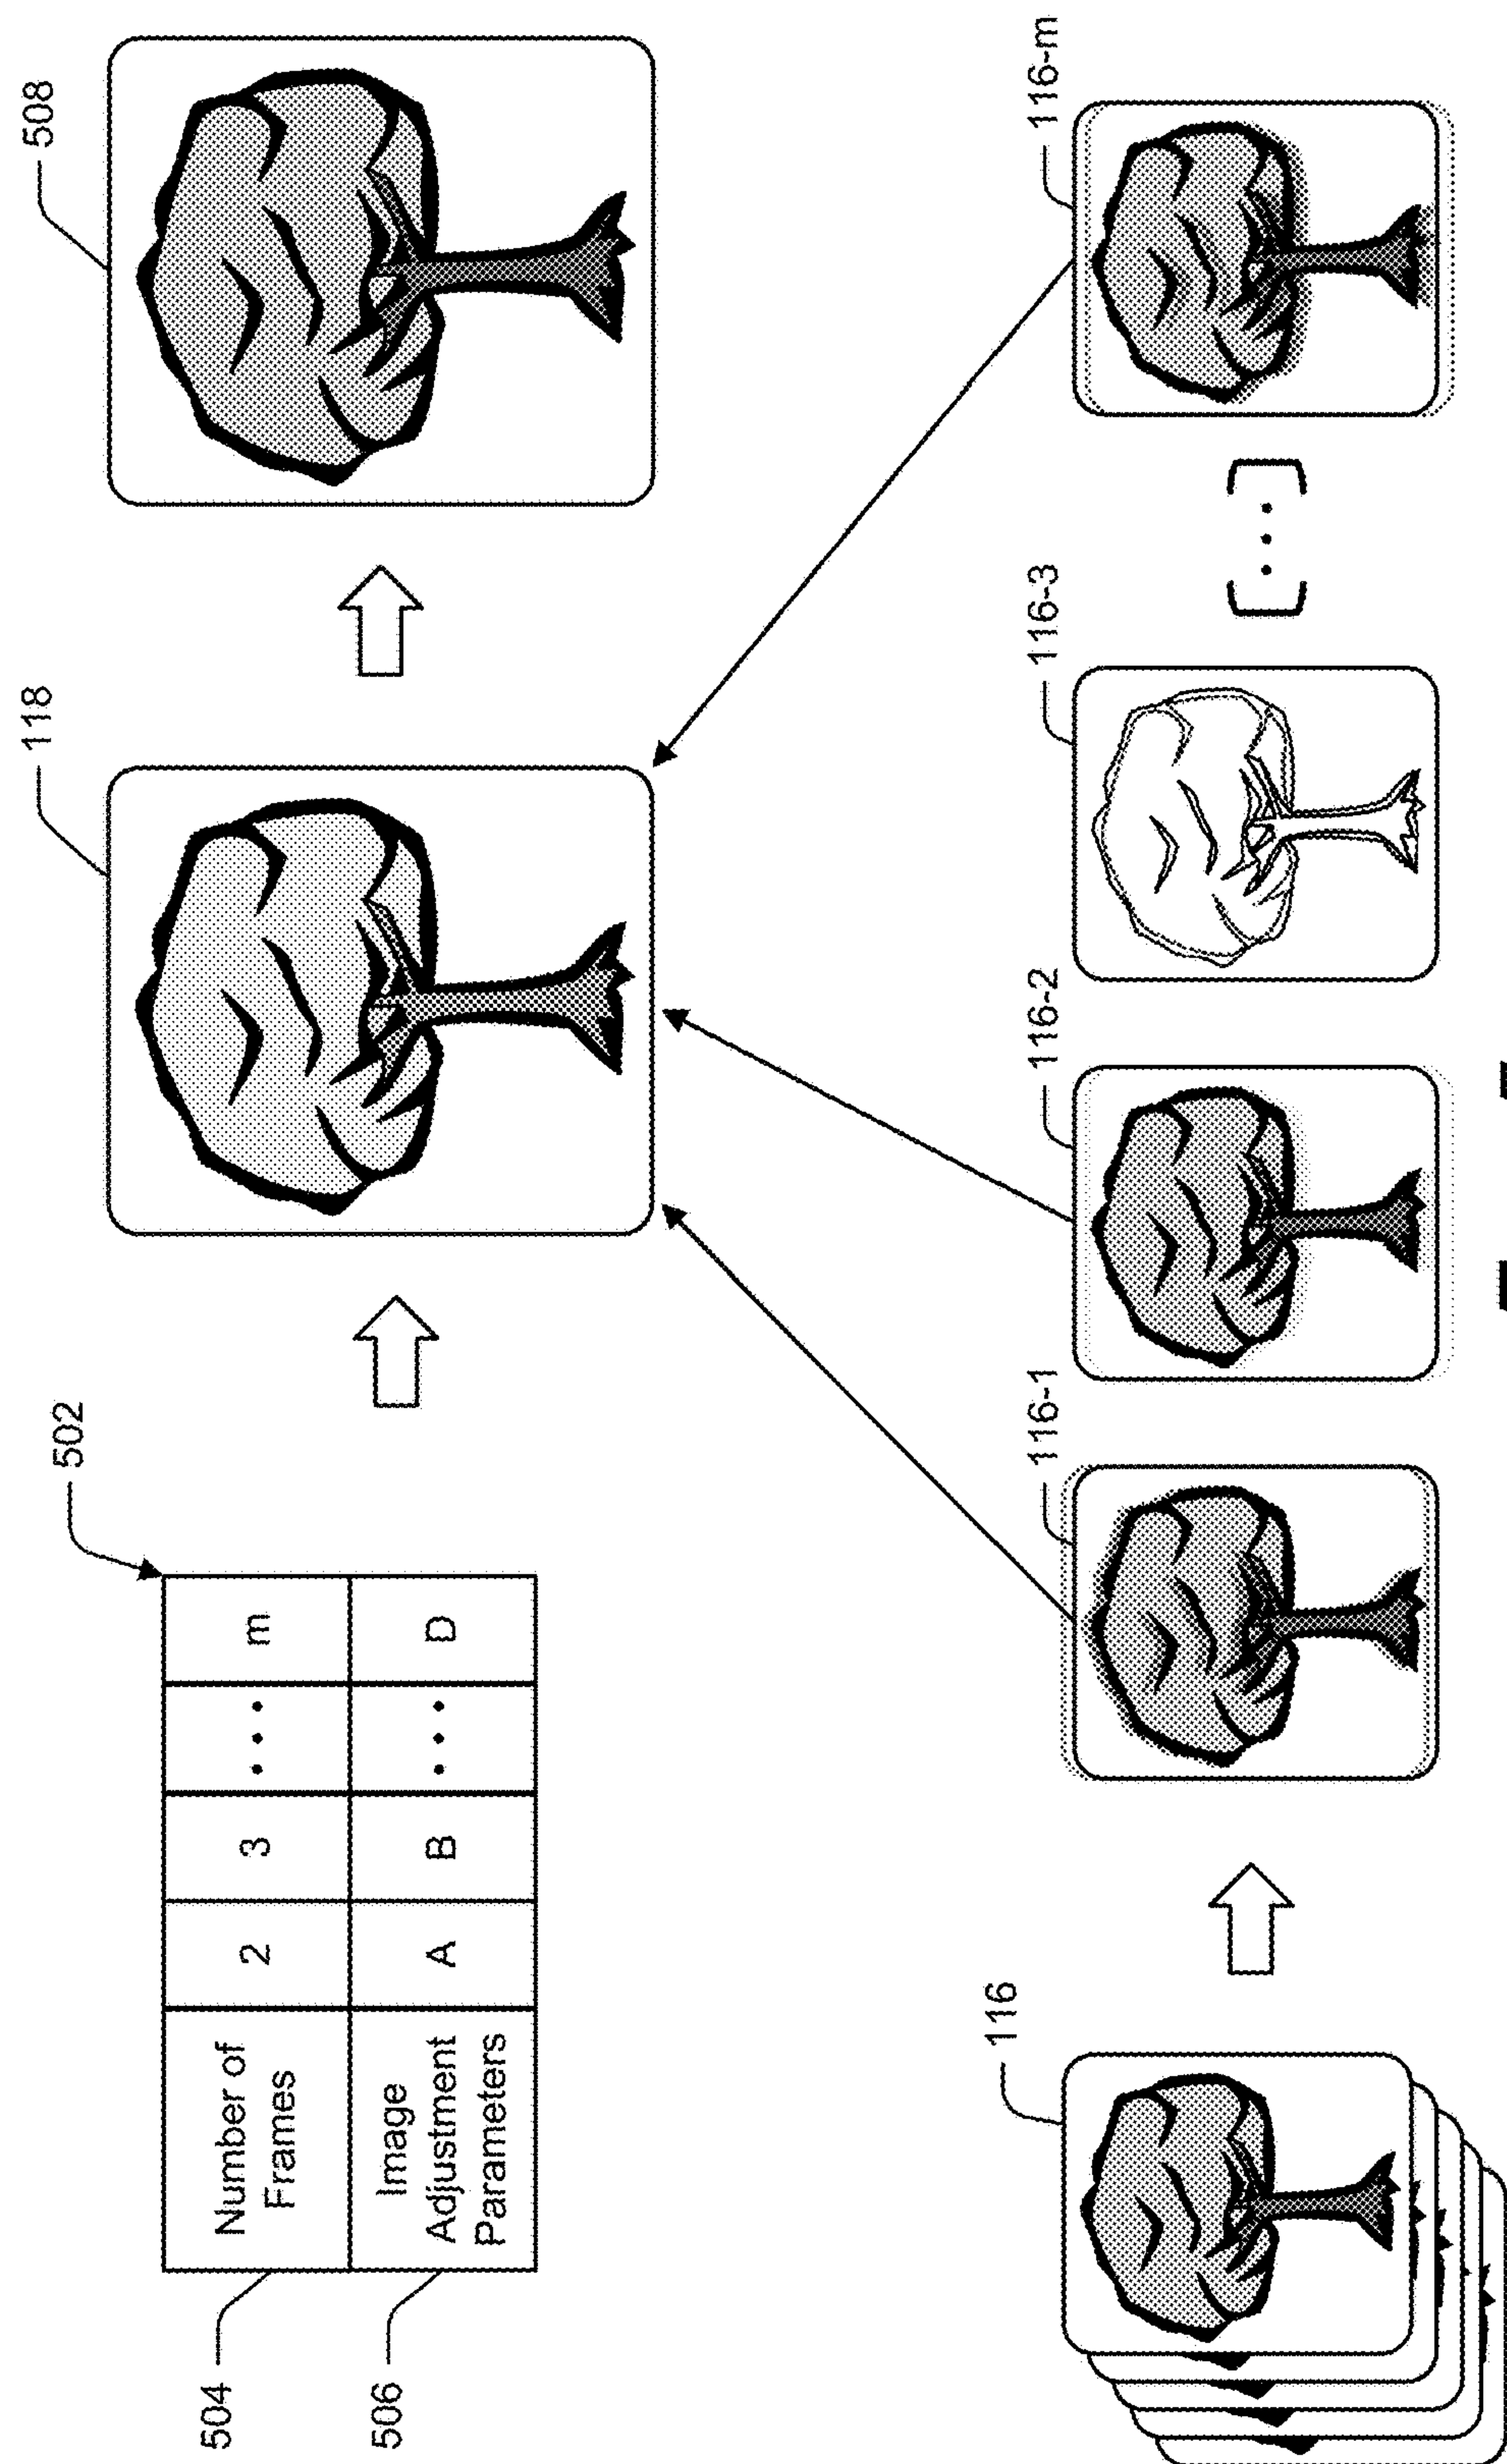 502
504
Number of
Frames
2
3
• • •
m
506
Image
Adjustment
Parameters
A
B
• • •
D
118
508
116
116-1
116-2
116-3
[• • •]
116-m